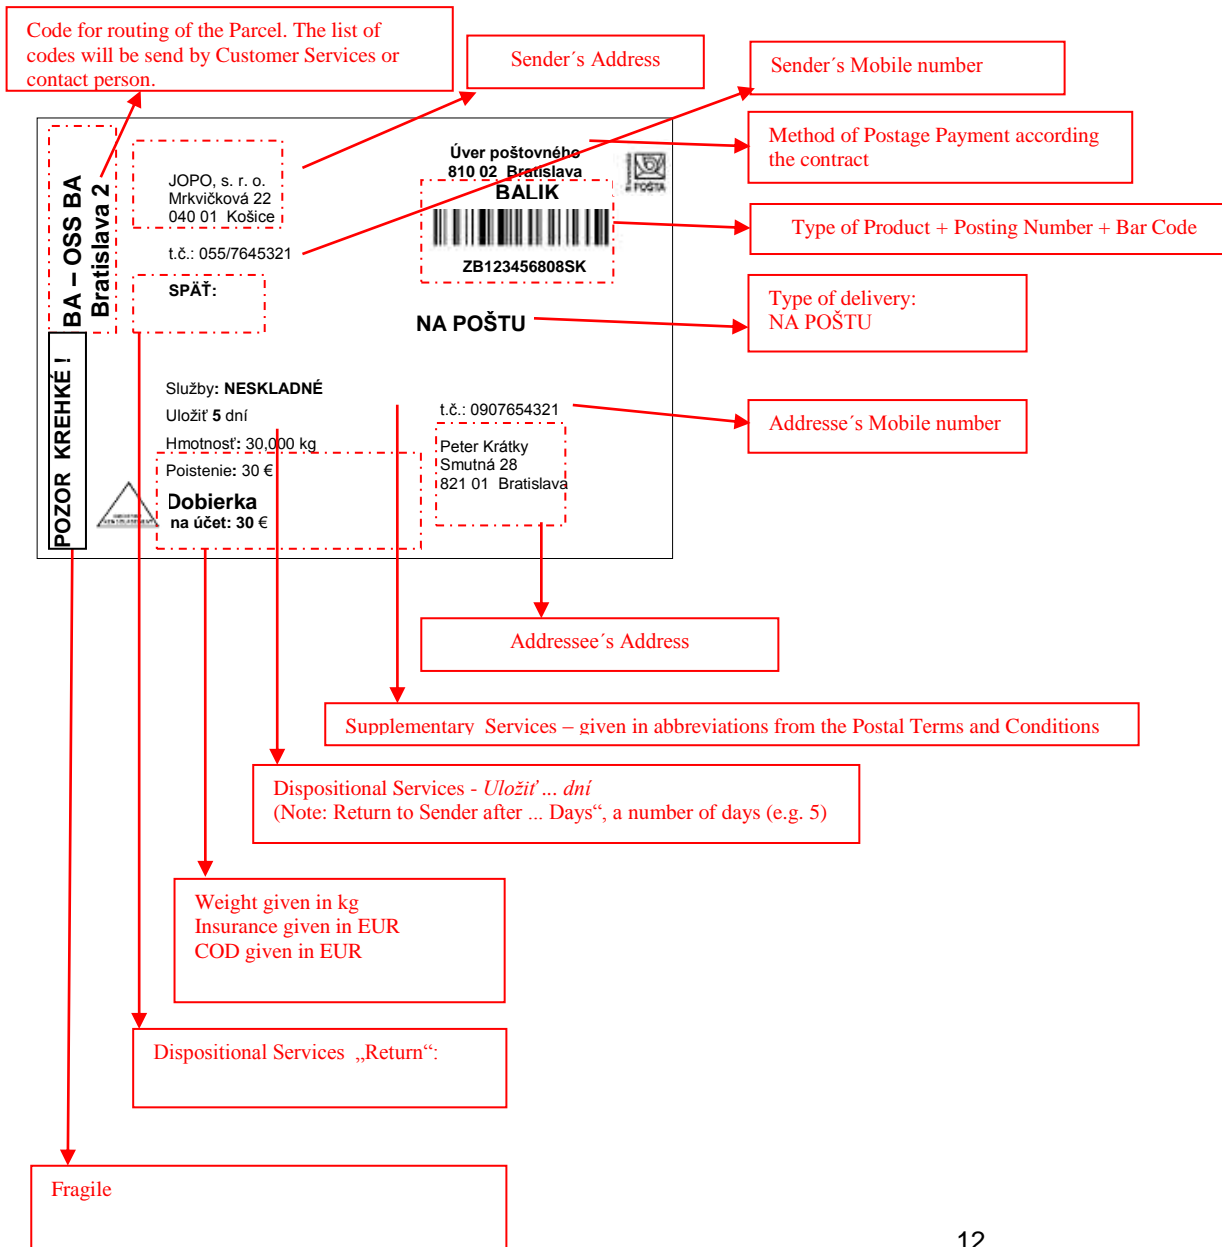 Code for routing of the Parcel. The list of
codes will be send by Customer Services or
contact person.
Sender´s Address
Sender´s Mobile number
Method of Postage Payment according
the contract
Type of Product + Posting Number + Bar Code
Type of delivery:
NA POŠTU
Addresse´s Mobile number
BA – OSS BA
Bratislava 2
POZOR KREHKÉ !
JOPO, s. r. o.
Mrkvičková 22
040 01 Košice
t.č.: 055/7645321
SPÄŤ:
Úver poštovného
810 02 Bratislava
BALIK
ZB123456808SK
POŠTA
NA POŠTU
Služby: NESKLADNÉ
Uložiť 5 dní
Hmotnosť: 30,000 kg
Poistenie: 30 €
Dobierka
na účet: 30 €
t.č.: 0907654321
Peter Krátky
Smutná 28
821 01 Bratislava
Addressee´s Address
Supplementary Services – given in abbreviations from the Postal Terms and Conditions
Dispositional Services - Uložiť ... dní
(Note: Return to Sender after ... Days“, a number of days (e.g. 5)
Weight given in kg
Insurance given in EUR
COD given in EUR
Dispositional Services „Return“:
Fragile
12